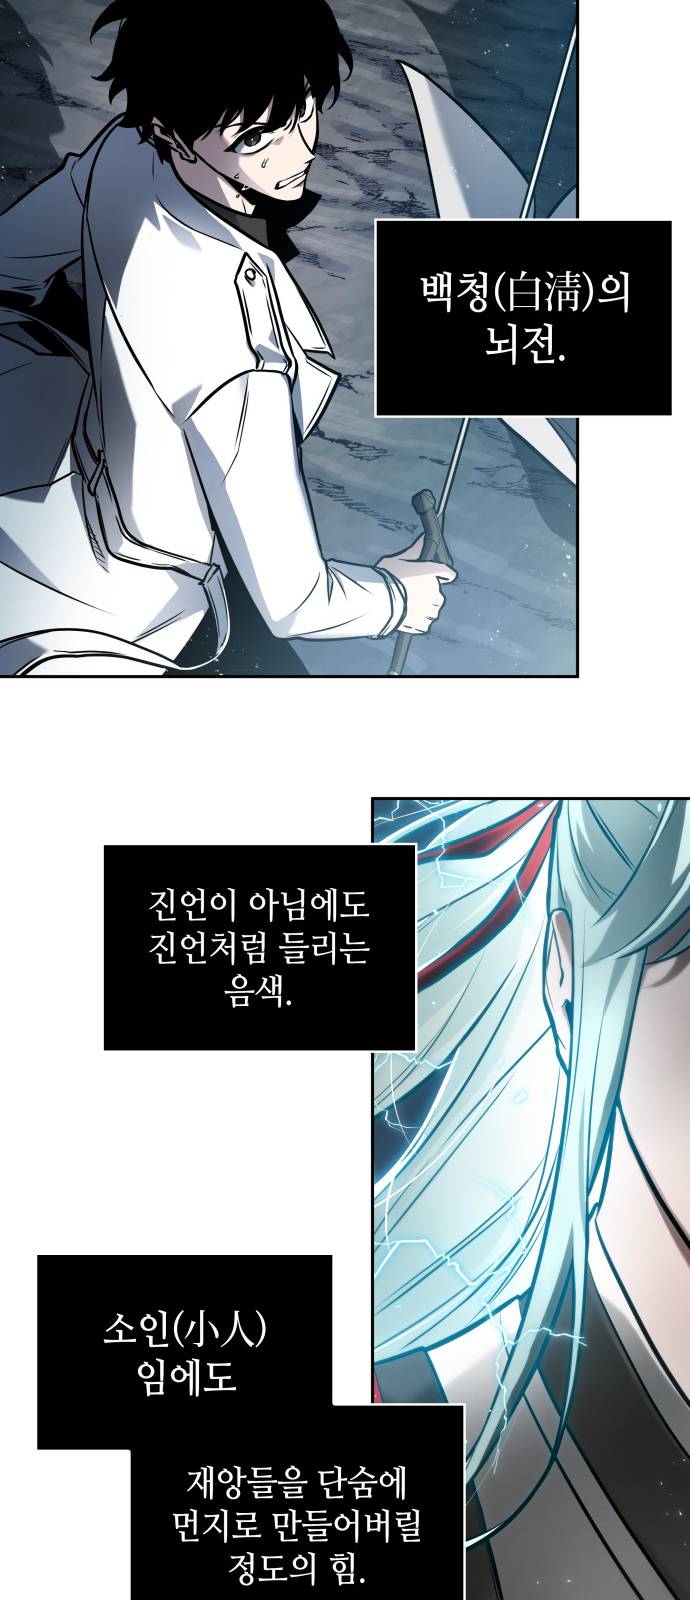 백청(白淸)의
뇌전.
진언이 아님에도
진언처럼 들리는
음색.
소인(小人)
임에도
재앙들을 단숨에
먼지로 만들어버릴
정도의 힘.